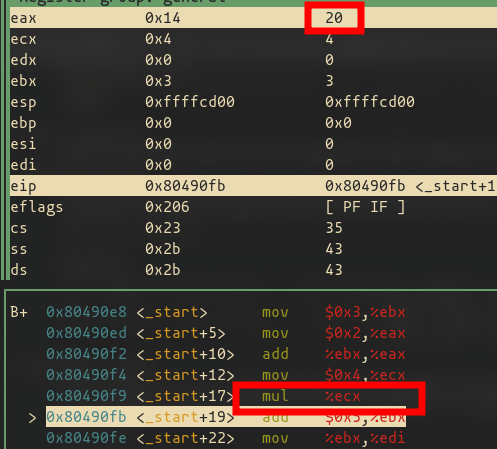 Register group: general
eax 0x14 20
ecx 0x4 4
edx 0x0 0
ebx 0x3 3
esp 0xffffcd00 0xffffcd00
ebp 0x0 0x0
esi 0x0 0
edi 0x0 0
eip 0x80490fb 0x80490fb <_start+1
eflags 0x206 [ PF IF ]
cs 0x23 35
ss 0x2b 43
ds 0x2b 43
B+ 0x80490e8 <_start> mov $0x3,%ebx
0x80490ed <_start+5> mov $0x2,%eax
0x80490f2 <_start+10> add %ebx,%eax
0x80490f4 <_start+12> mov $0x4,%ecx
0x80490f9 <_start+17> mul %ecx
> 0x80490fb <_start+19> add $0x5,%ebx
0x80490fe <_start+22> mov %ebx,%edi